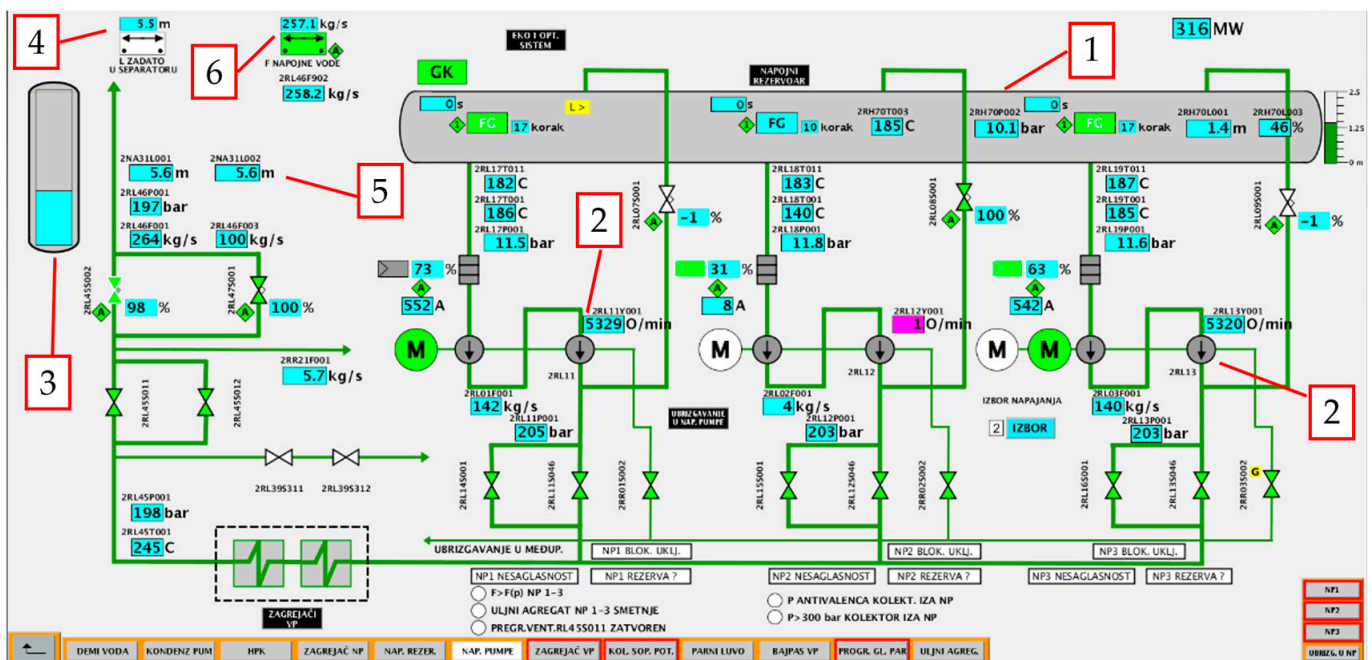 4
5.5 m
L ZADATO
U SEPARATORU
6
257.1 kg/s
A
F NAPOJNE VODE
2RL46F902
258.2 kg/s
EKO I OPT.
SISTEM
316 MW
1
GK
NAPOJNI
REZERVOAR
0 s
1
FG
17 korak
L >
0 s
1
FG
10 korak
2RH70T003
185 C
2RH70P002
10.1 bar
0 s
1
FG
17 korak
2RH70L001
1.4 m
2RH70L003
46 %
2.5
1.25
0 m
2NA31L001
5.6 m
2NA31L002
5.6 m
5
2RL46P001
197 bar
2RL46F001
264 kg/s
2RL46F003
100 kg/s
3
2RL45S002
A
98 %
2RL47S001
A
100 %
2RR21F001
5.7 kg/s
2RL45S011
2RL45S012
2RL39S311
2RL39S312
2RL45P001
198 bar
2RL45T001
245 C
ZAGREJAČI
VP
2RL17T011
182 C
2RL17T001
186 C
2RL17P001
11.5 bar
73 %
A
552 A
M
2
2RL11Y001
5329 O/min
2RL11
2RL07S001
A
-1 %
2RL01F001
142 kg/s
2RL11P001
205 bar
2RL14S001
2RL11S046
2RR01S002
UBRIZGAVANJE
U NAP. PUMPE
2RL18T011
183 C
2RL18T001
140 C
2RL18P001
11.8 bar
31 %
A
8 A
M
2RL12Y001
1 O/min
2RL12
2RL08S001
A
100 %
2RL02F001
4 kg/s
2RL12P001
203 bar
2RL15S001
2RL12S046
2RR02S002
2RL19T011
187 C
2RL19T001
185 C
2RL19P001
11.6 bar
63 %
A
542 A
M
M
2RL13Y001
5320 O/min
2RL13
2
2RL09S001
A
-1 %
IZBOR NAPAJANJA
2 IZBOR
2RL03F001
140 kg/s
2RL13P001
203 bar
2RL16S001
2RL13S046
2RR03S002
G
UBRIZGAVANJE U MEĐUP.
NP1 BLOK. UKLJ.
NP2 BLOK. UKLJ.
NP3 BLOK. UKLJ.
NP1 NESAGLASNOST
NP1 REZERVA ?
NP2 NESAGLASNOST
NP2 REZERVA ?
NP3 NESAGLASNOST
NP3 REZERVA ?
F>F(p) NP 1-3
ULJNI AGREGAT NP 1-3 SMETNJE
PREGR.VENT.RL45S011 ZATVOREN
P ANTIVALENCA KOLEKT. IZA NP
P>300 bar KOLEKTOR IZA NP
NP1
NP2
NP3
UBRIZG. U NP
DEMI VODA
KONDENZ PUM
HPK
ZAGREJAČ NP
NAP. REZER.
NAP. PUMPE
ZAGREJAČ VP
KOL. SOP. POT.
PARNI LUVO
BAJPAS VP
PROGR. GL. PAR
ULJNI AGREG.